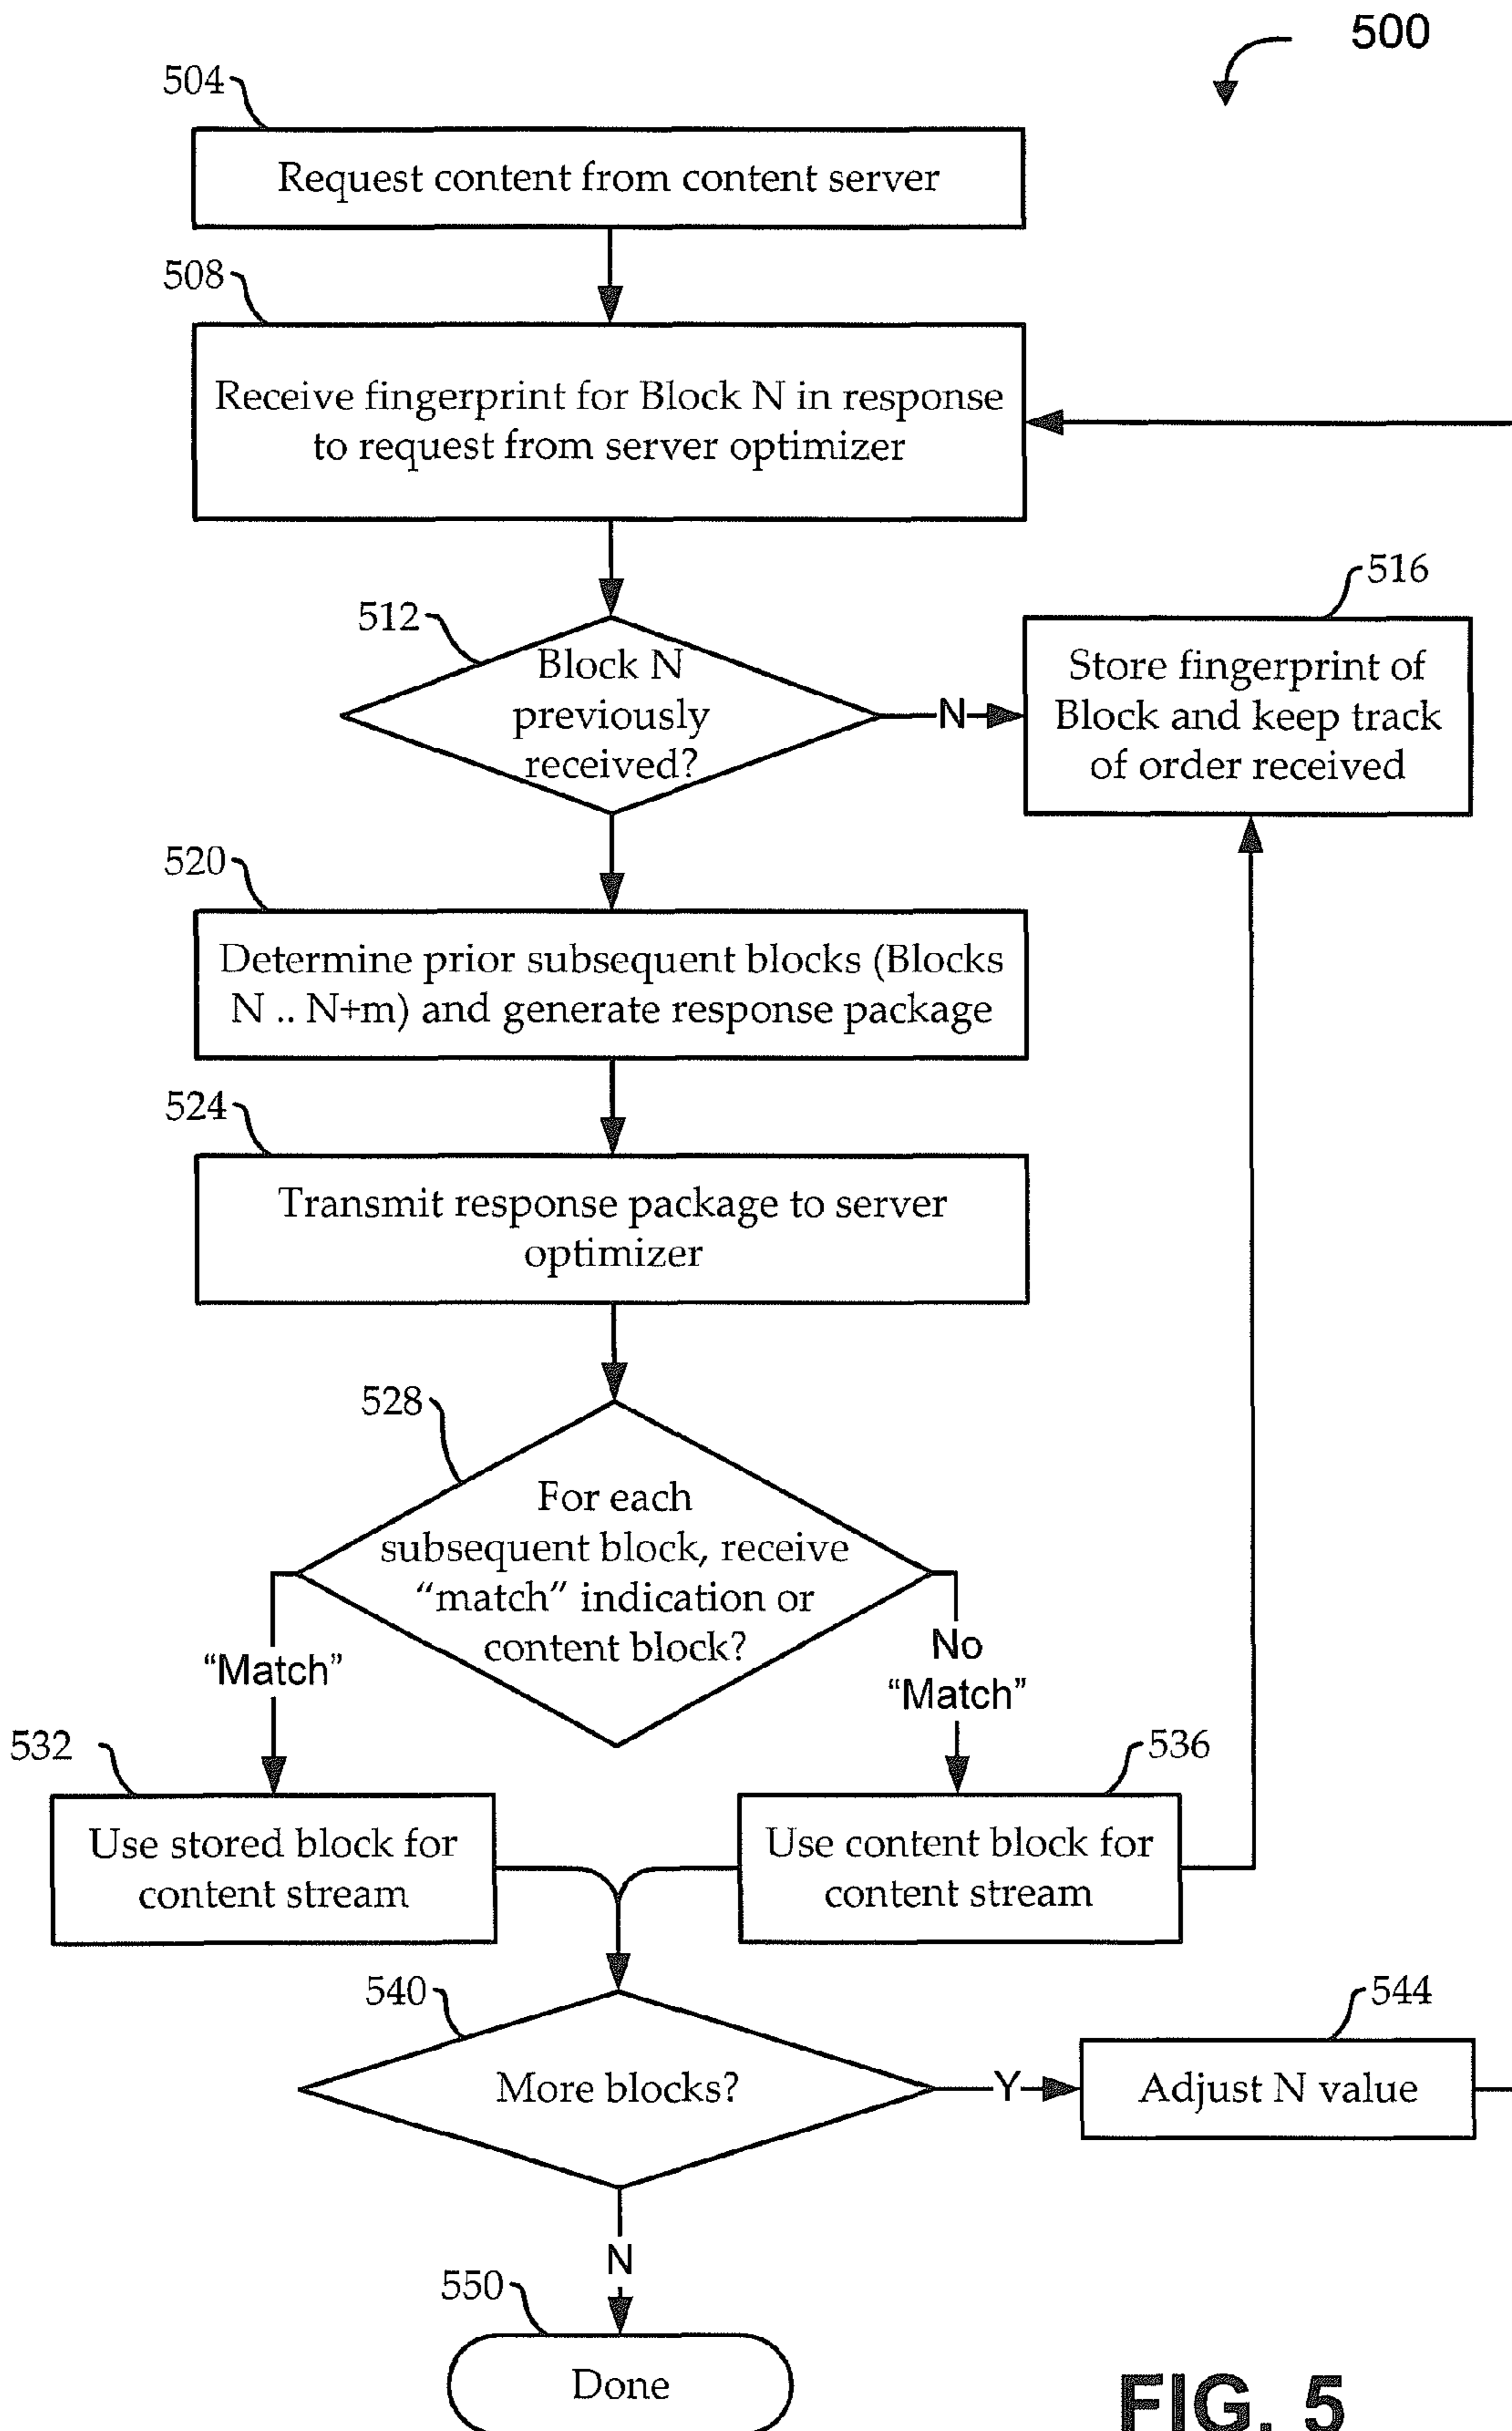 500
504
Request content from content server
508
Receive fingerprint for Block N in response
to request from server optimizer
512
Block N
previously
received?
N
516
Store fingerprint of
Block and keep track
of order received
520
Determine prior subsequent blocks (Blocks
N .. N+m) and generate response package
524
Transmit response package to server
optimizer
528
For each
subsequent block, receive
“match” indication or
content block?
“Match”
No
“Match”
532
Use stored block for
content stream
536
Use content block for
content stream
540
More blocks?
Y
544
Adjust N value
N
550
Done
FIG. 5